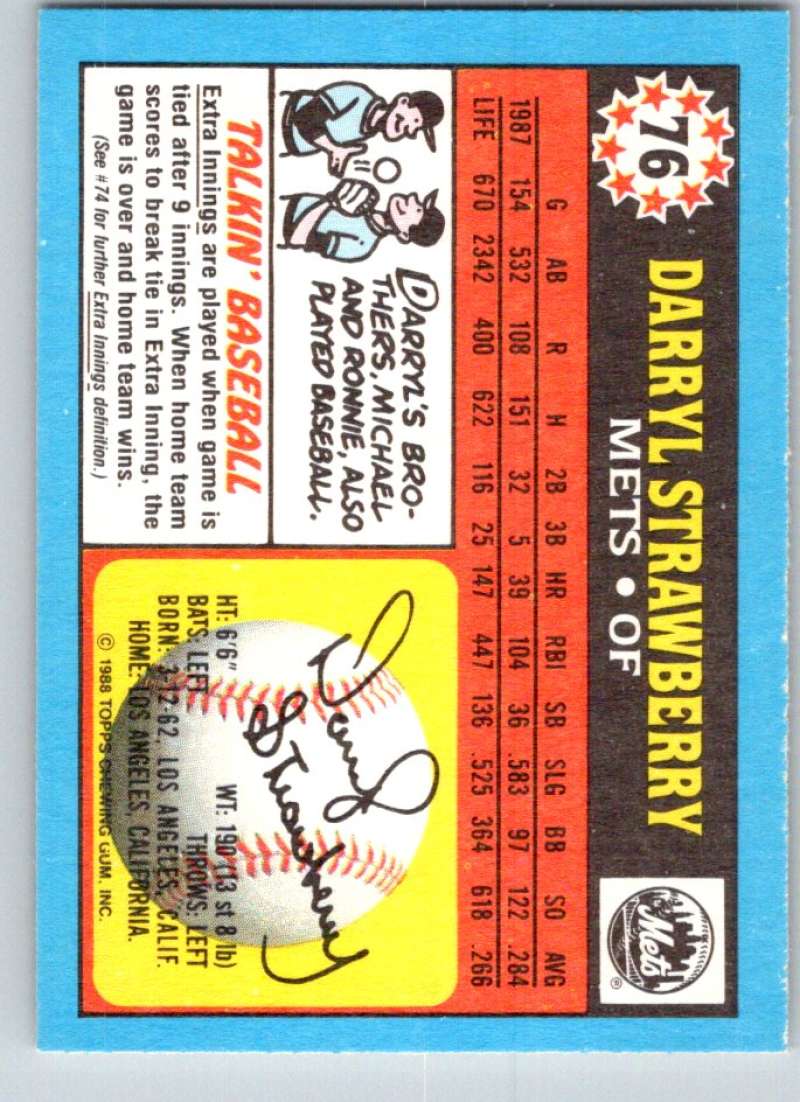 76
DARRYL STRAWBERRY
METS • OF
Mets
®
G AB R H 2B 3B HR RBI SB SLG BB SO AVG
1987 154 532 108 151 32 5 39 104 36 .583 97 122 .284
LIFE 670 2342 400 622 116 25 147 447 136 .525 364 618 .266
DARRYL'S BRO-
THERS, MICHAEL
AND RONNIE, ALSO
PLAYED BASEBALL.
TALKIN' BASEBALL
Extra Innings are played when game is
tied after 9 innings. When home team
scores to break tie in Extra Inning, the
game is over and home team wins.
(See #74 for further Extra Innings definition.)
Darryl
Strawberry
HT: 6'6" WT: 190 (13 st 8 lb)
BATS: LEFT THROWS: LEFT
BORN: 3-12-62, LOS ANGELES, CALIF.
HOME: LOS ANGELES, CALIFORNIA.
© 1988 TOPPS CHEWING GUM, INC.